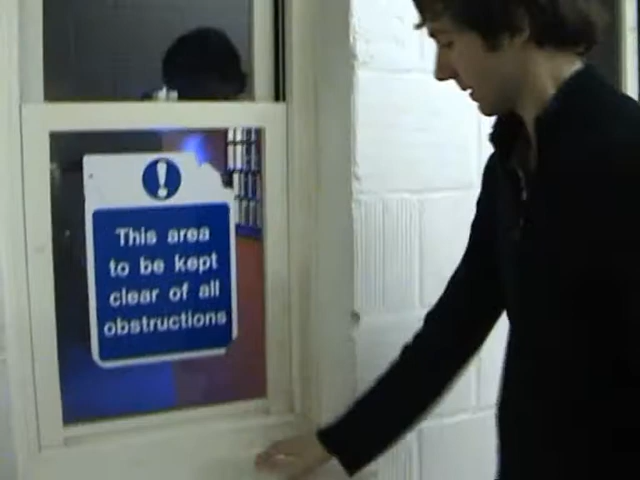 This area
to be kept
clear of all
obstructions